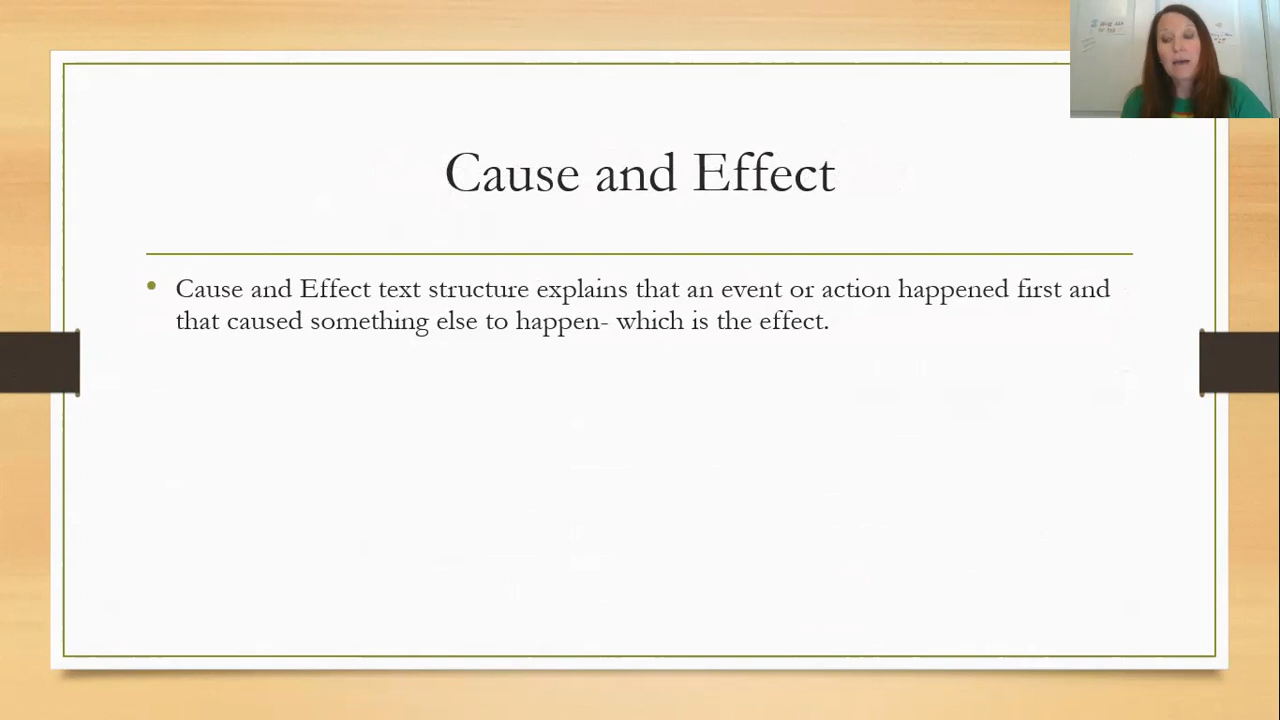 Cause and Effect
Cause and Effect text structure explains that an event or action happened first and
that caused something else to happen- which is the effect.